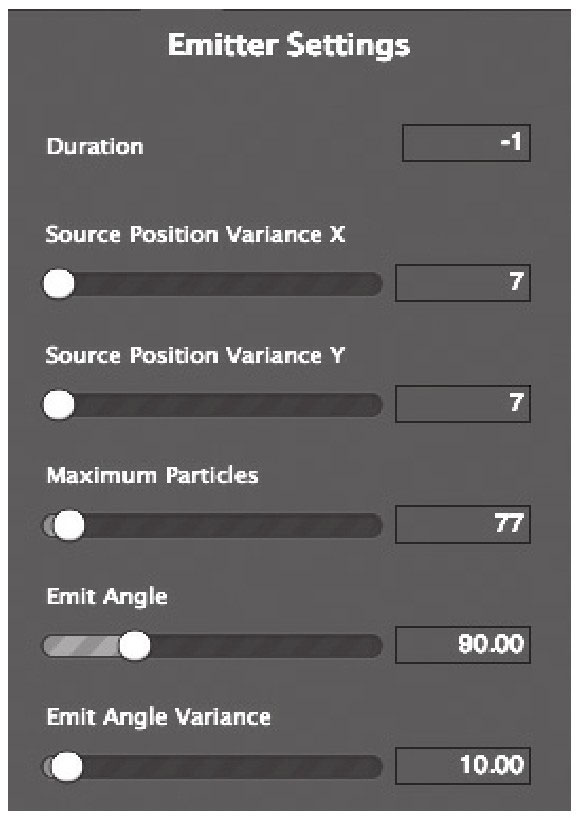 Emitter Settings
Duration -1
Source Position Variance X
7
Source Position Variance Y
7
Maximum Particles
77
Emit Angle
90.00
Emit Angle Variance
10.00